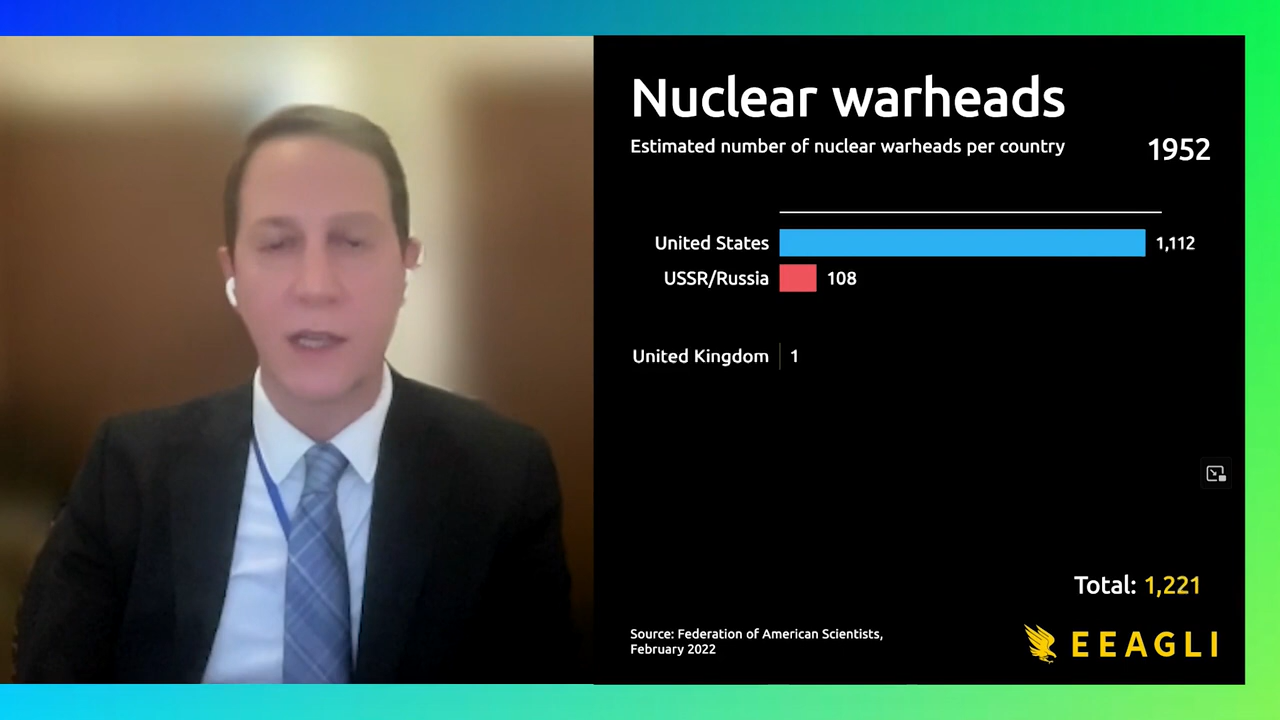 Nuclear warheads
Estimated number of nuclear warheads per country
1952
United States 1,112
USSR/Russia 108
United Kingdom 1
Total: 1,221
Source: Federation of American Scientists,
February 2022
EEAGLI